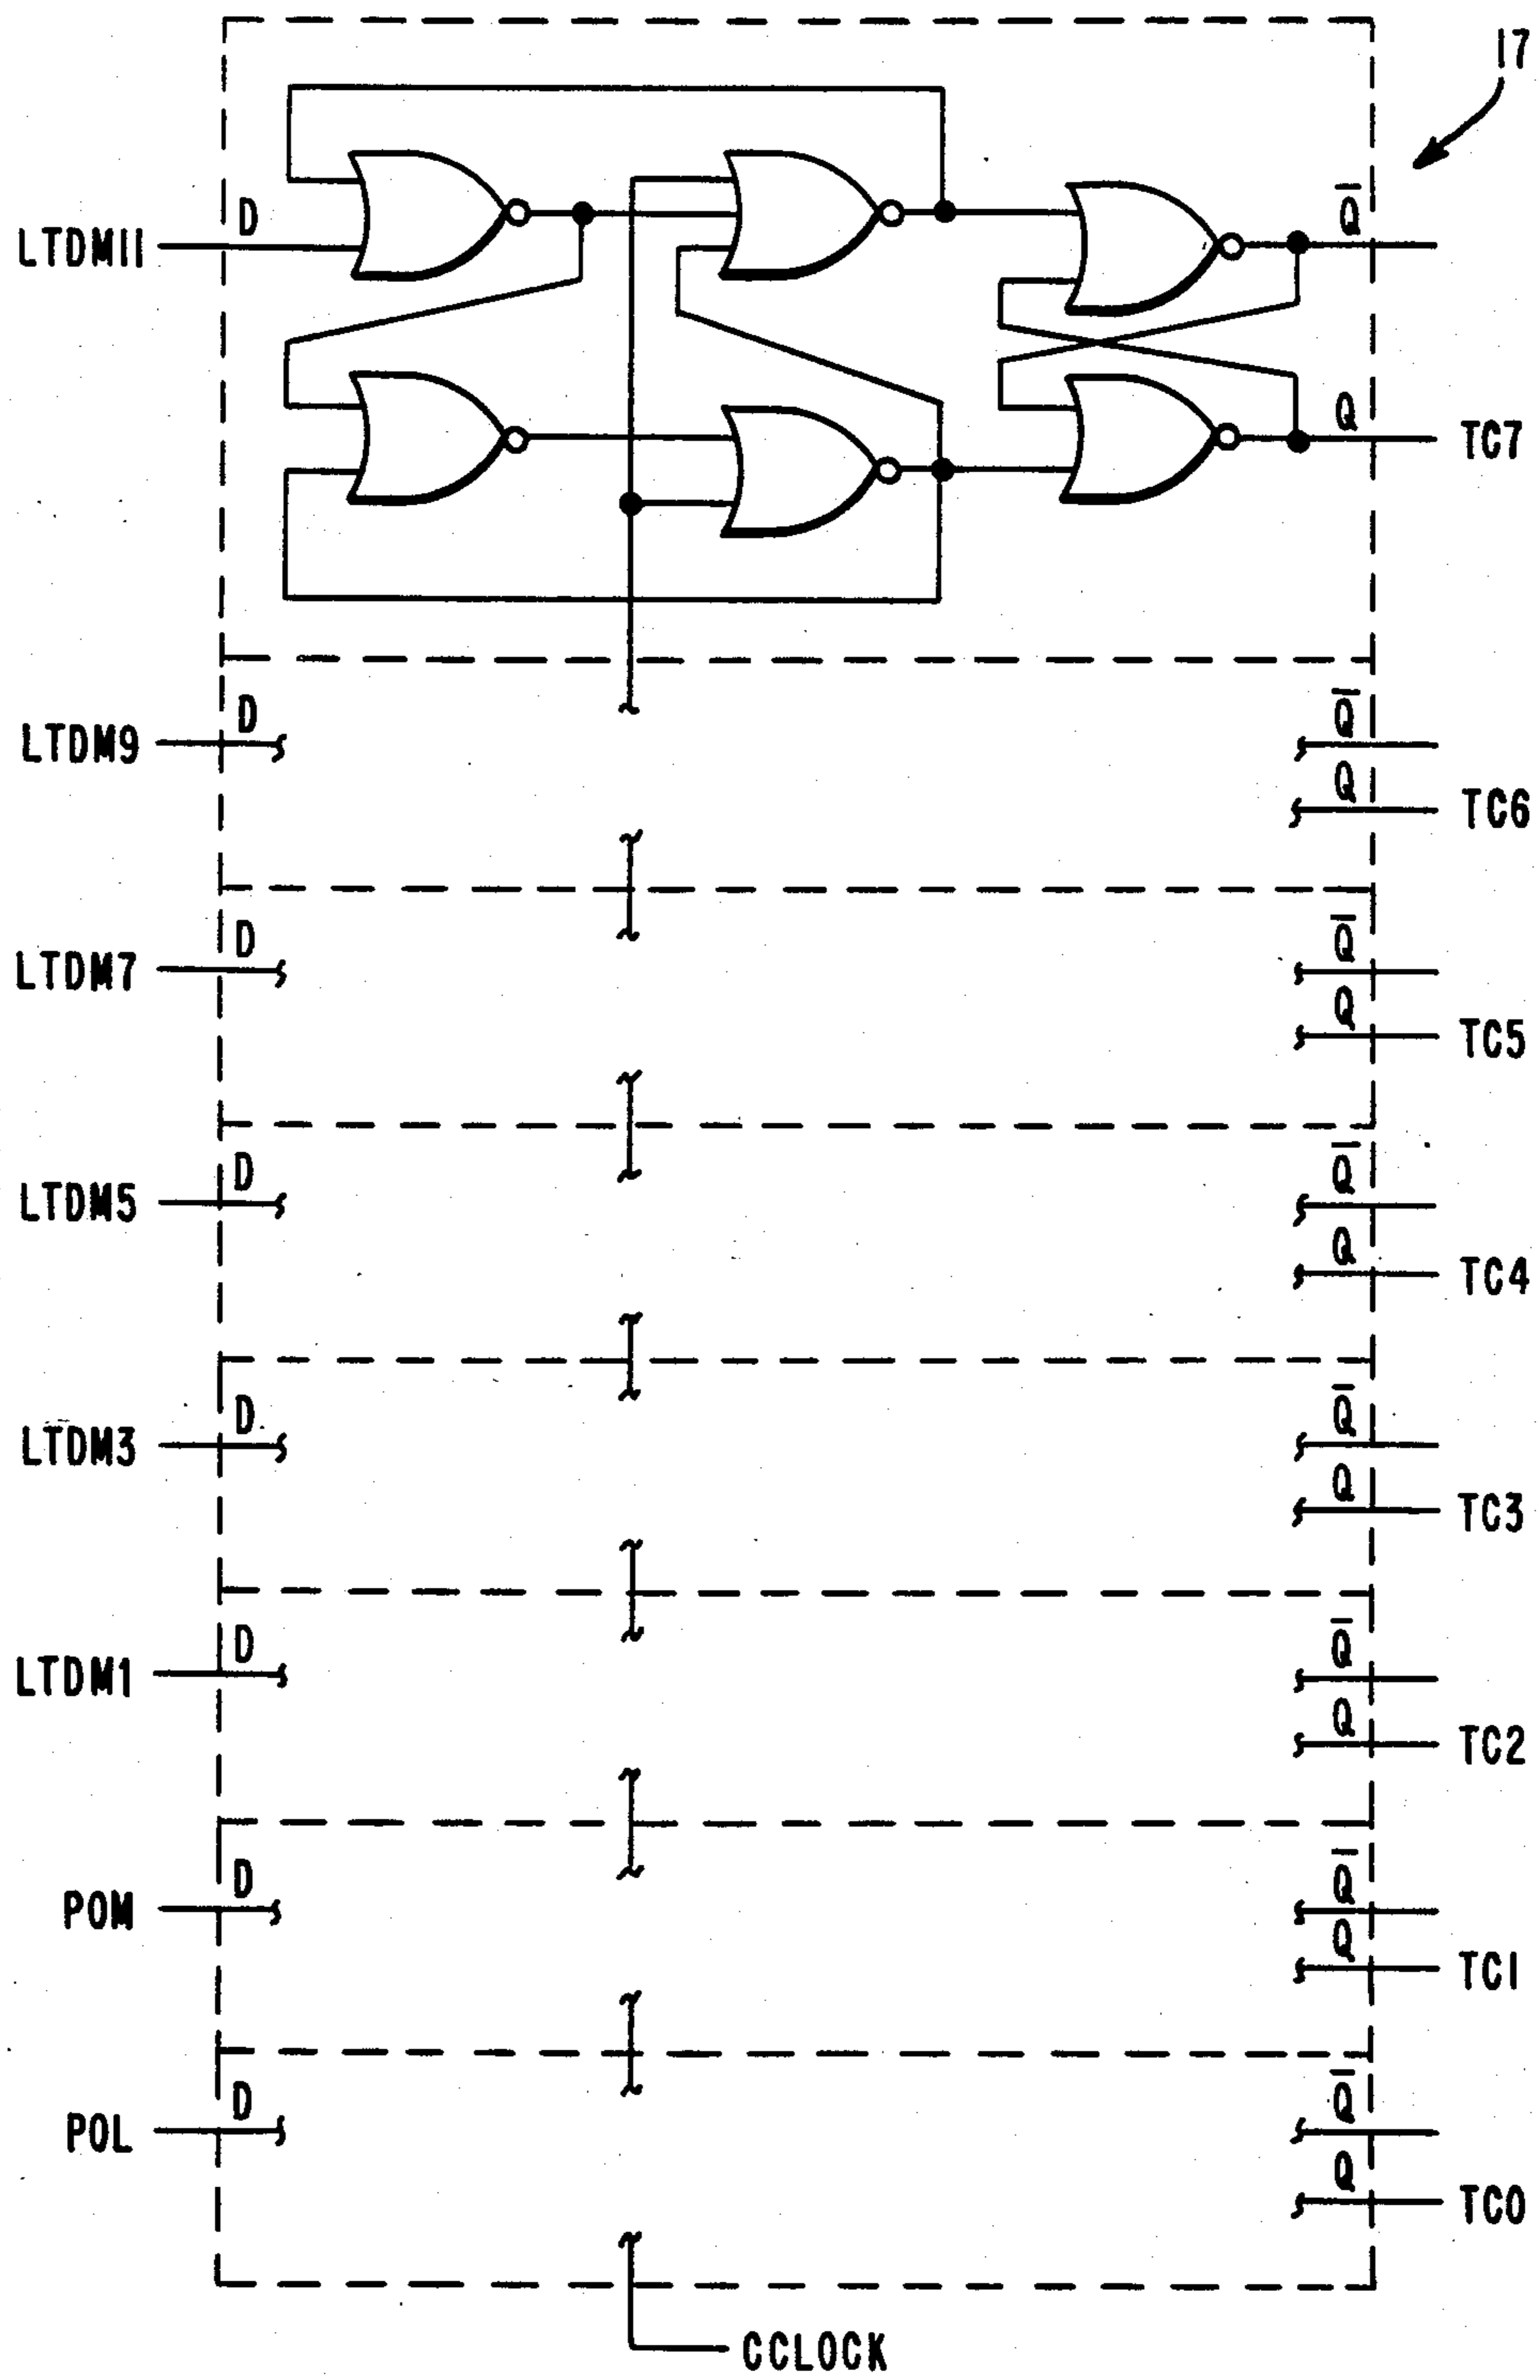 17
D
Q̅
LTDM11
Q
TC7
D
Q̅
LTDM9
Q
TC6
D
Q̅
LTDM7
Q
TC5
D
Q̅
LTDM5
Q
TC4
D
Q̅
LTDM3
Q
TC3
D
Q̅
LTDM1
Q
TC2
D
Q̅
POM
Q
TC1
D
Q̅
POL
Q
TC0
CCLOCK